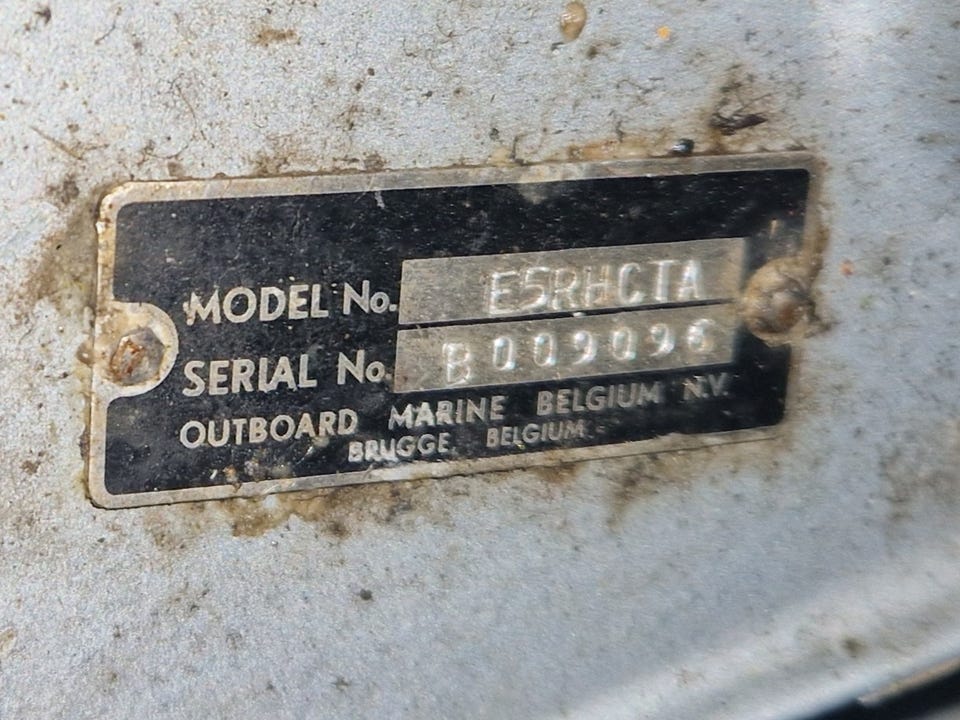 MODEL No. E5RHCTA
SERIAL No. B009096
OUTBOARD MARINE BELGIUM N.V.
BRUGGE, BELGIUM